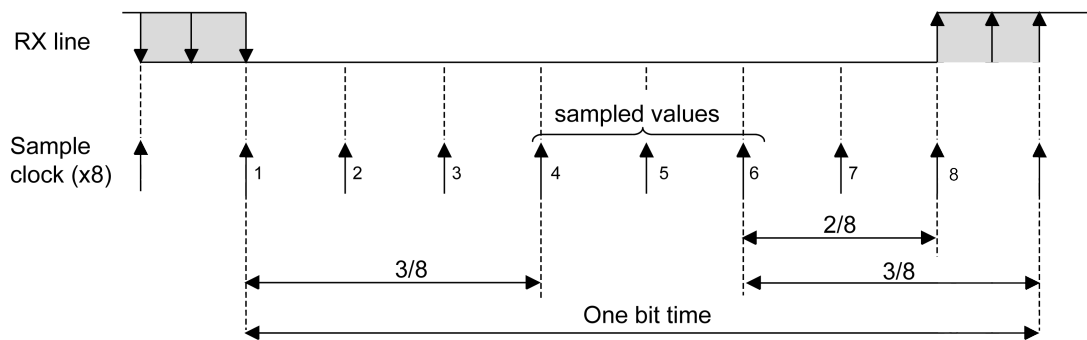 RX line
sampled values
Sample
clock (x8)
1 2 3 4 5 6 7 8
2/8
3/8 3/8
One bit time